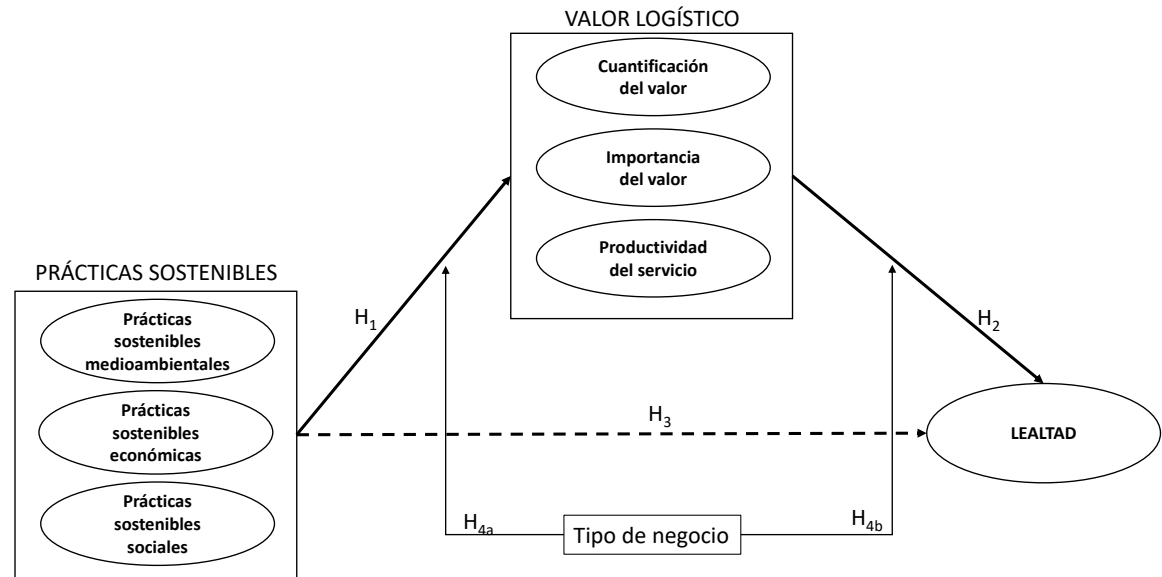 VALOR LOGÍSTICO
Cuantificación
del valor
Importancia
del valor
Productividad
del servicio
PRÁCTICAS SOSTENIBLES
Prácticas
sostenibles
medioambientales
Prácticas
sostenibles
económicas
Prácticas
sostenibles
sociales
H1
H2
H3
LEALTAD
H4a
Tipo de negocio
H4b